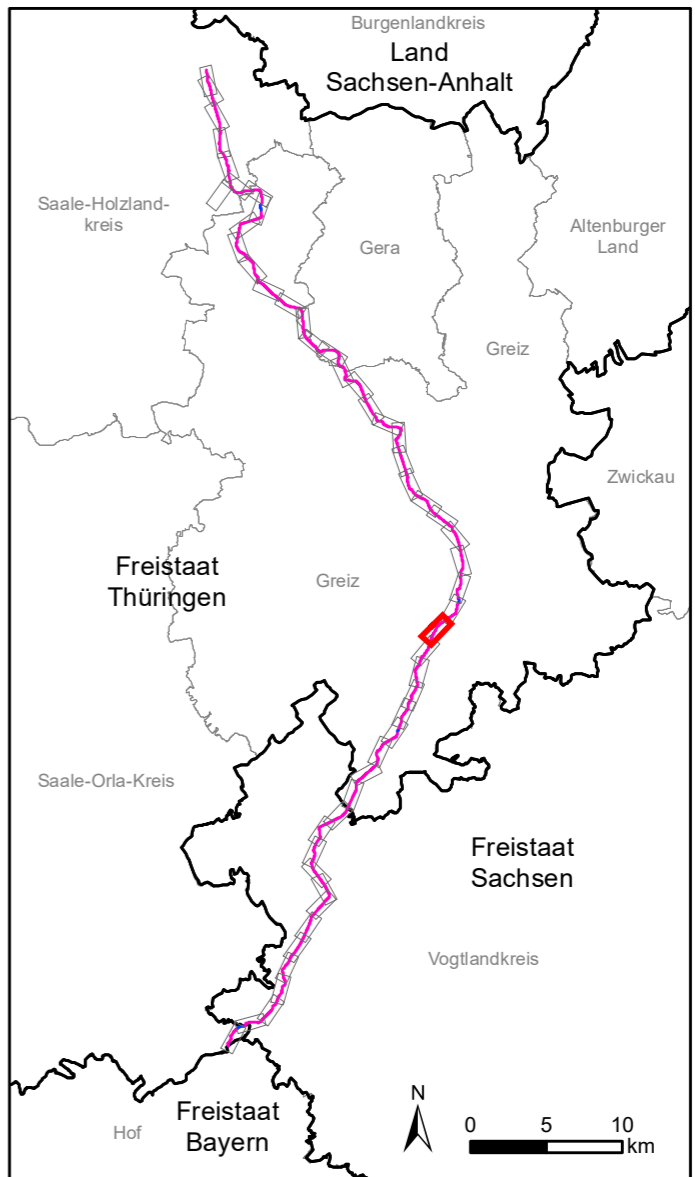 Burgenlandkreis
Land
Sachsen-Anhalt
Saale-Holzland-
kreis
Gera
Altenburger
Land
Greiz
Zwickau
Freistaat
Thüringen
Greiz
Saale-Orla-Kreis
Freistaat
Sachsen
Vogtlandkreis
N
0 5 10
km
Freistaat
Bayern
Hof